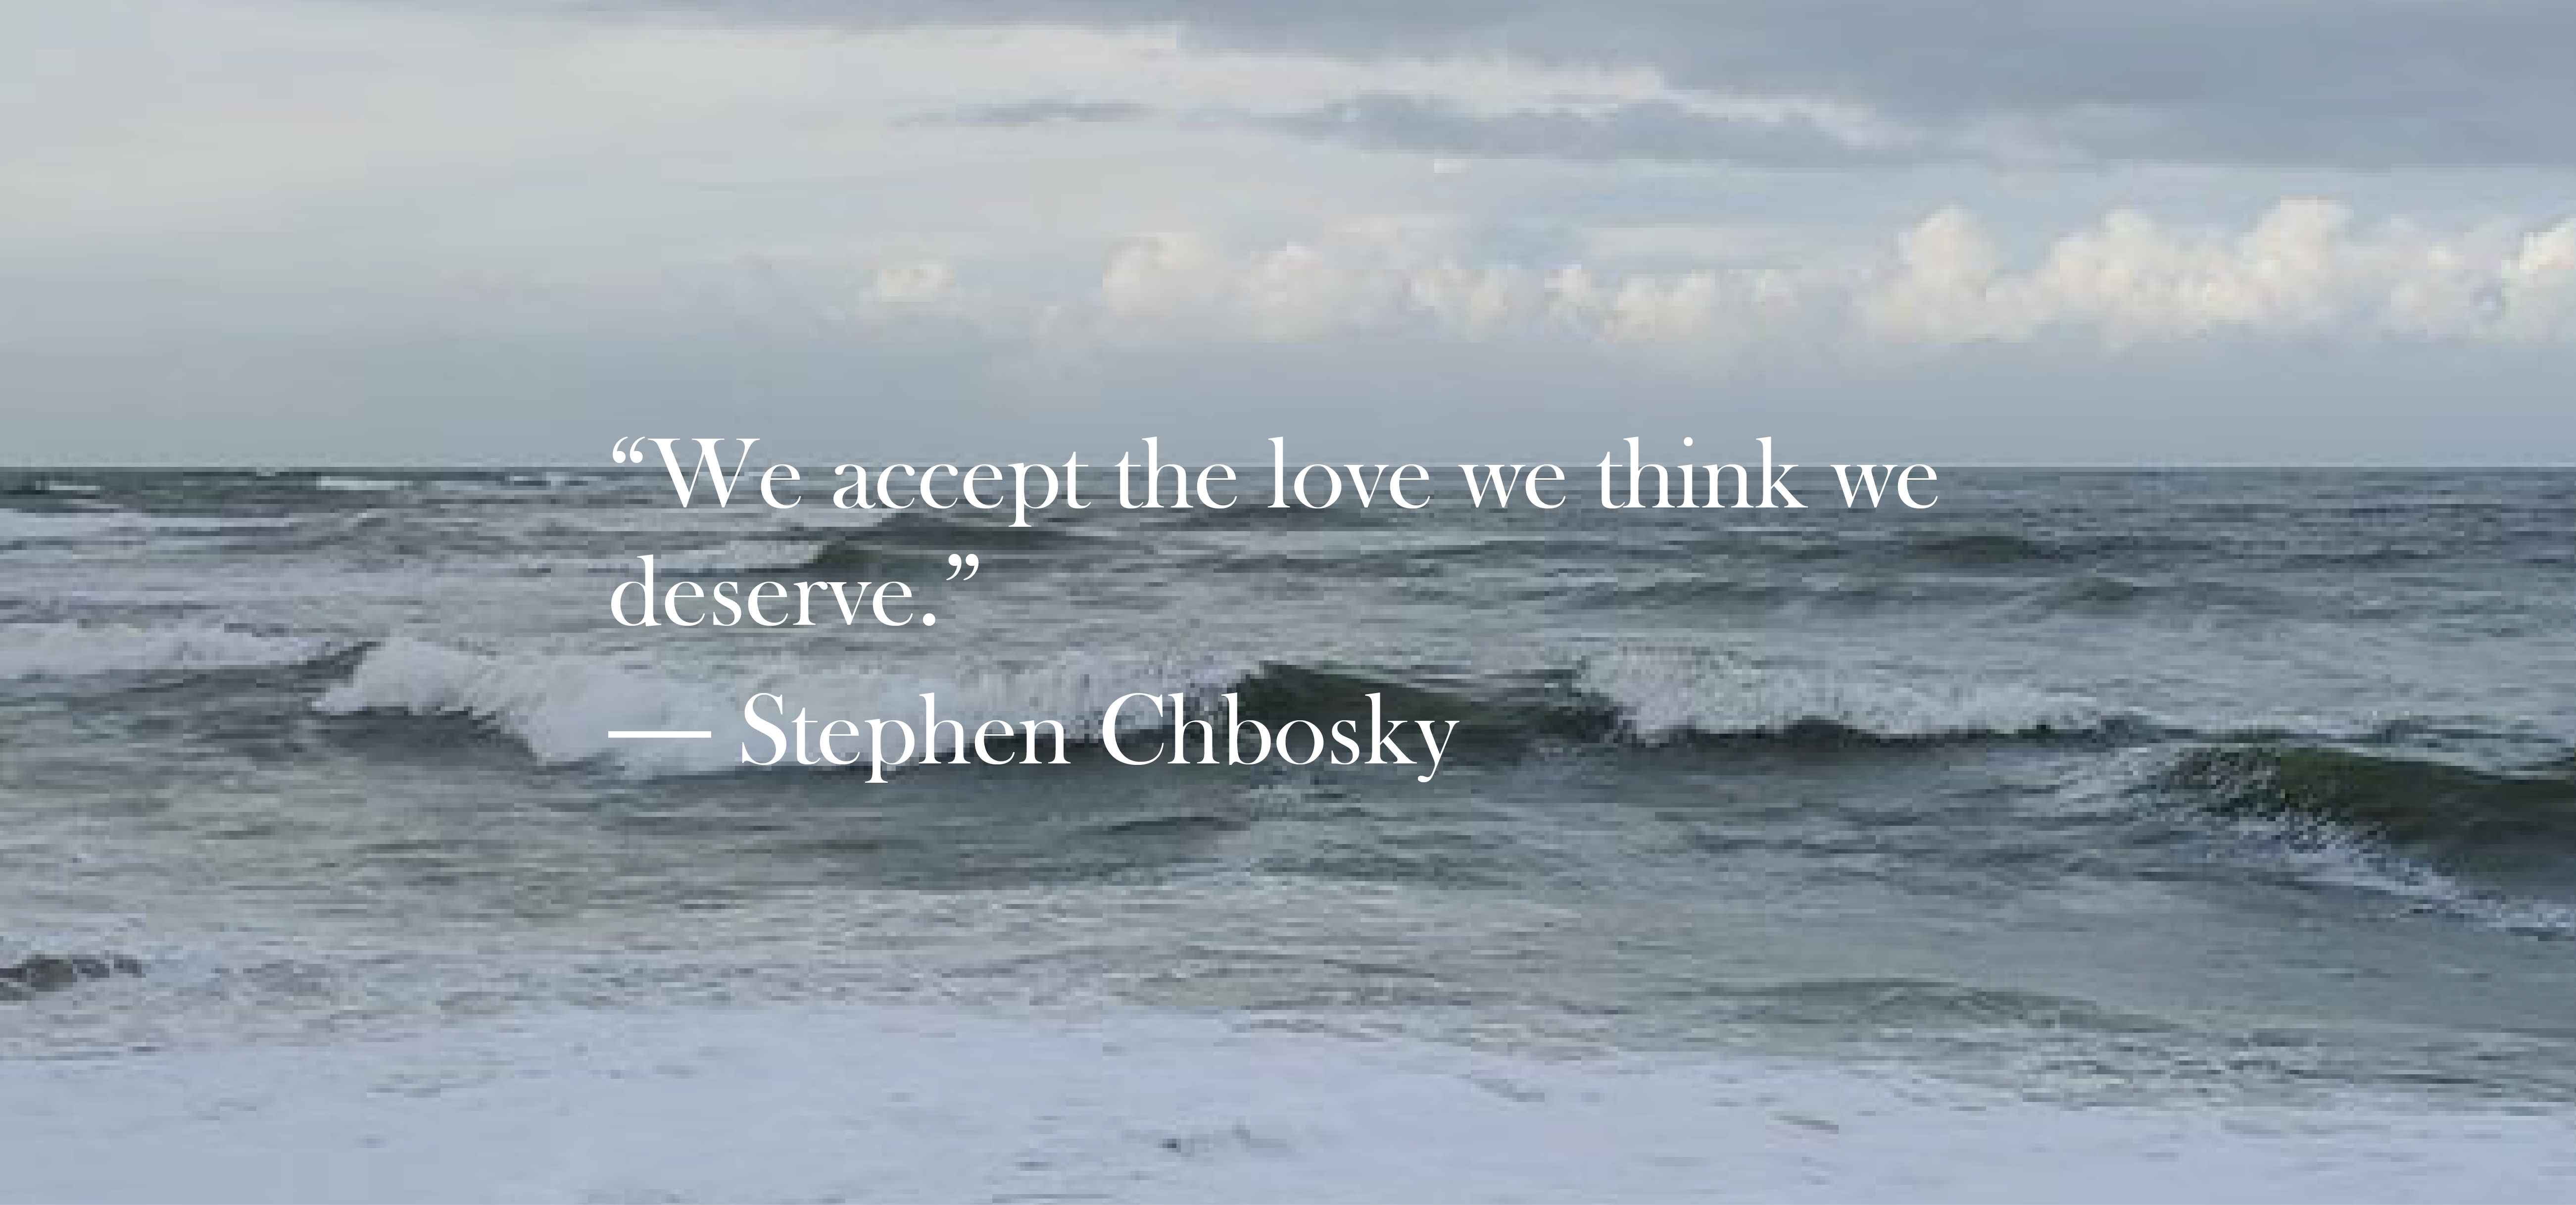 “We accept the love we think we
deserve.”
— Stephen Chbosky